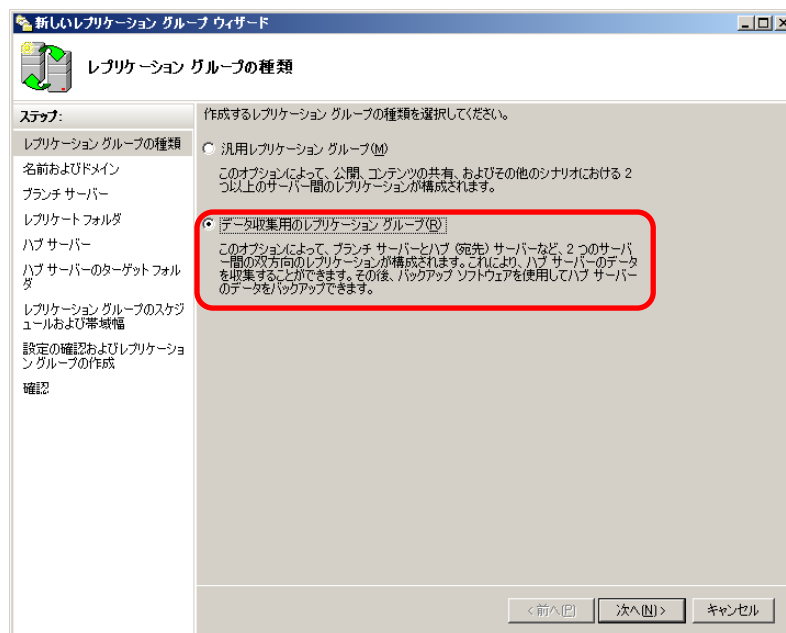 新しいレプリケーション グループ ウィザード
レプリケーション グループの種類
ステップ:
レプリケーション グループの種類
名前およびドメイン
ブランチ サーバー
レプリケート フォルダ
ハブ サーバー
ハブ サーバーのターゲット フォル
ダ
レプリケーション グループのスケジ
ュールおよび帯域幅
設定の確認およびレプリケーショ
ン グループの作成
確認
作成するレプリケーション グループの種類を選択してください。
汎用レプリケーション グループ(M)
このオプションによって、公開、コンテンツの共有、およびその他のシナリオにおける 2
つ以上のサーバー間のレプリケーションが構成されます。
データ収集用のレプリケーション グループ(R)
このオプションによって、ブランチ サーバーとハブ (宛先) サーバーなど、2 つのサーバ
ー間の双方向のレプリケーションが構成されます。これにより、ハブ サーバーのデータ
を収集することができます。その後、バックアップ ソフトウェアを使用してハブ サーバー
のデータをバックアップできます。
<前へ(P)
次へ(N)>
キャンセル